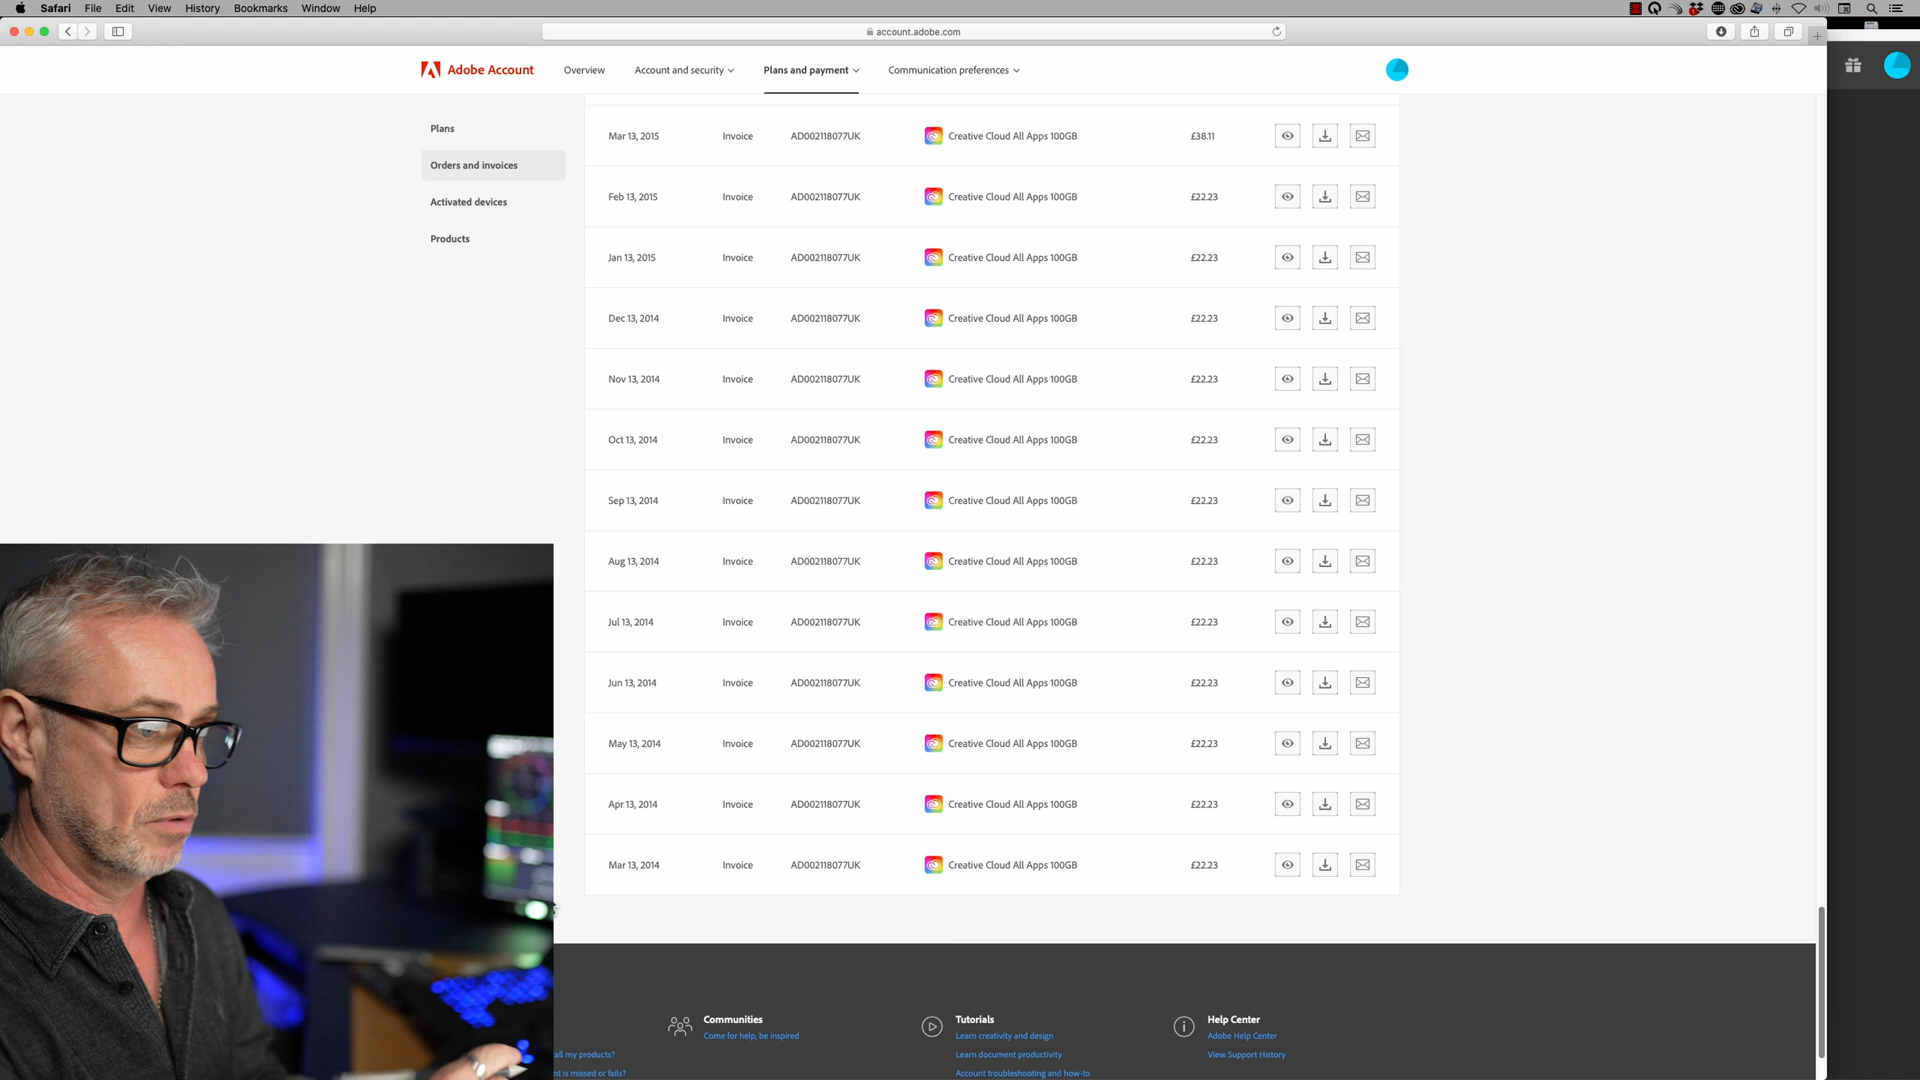 Safari File Edit View History Bookmarks Window Help
account.adobe.com
Adobe Account Overview Account and security Plans and payment Communication preferences
Plans
Orders and invoices
Activated devices
Products
Mar 13, 2015 Invoice AD002118077UK Creative Cloud All Apps 100GB £38.11
Feb 13, 2015 Invoice AD002118077UK Creative Cloud All Apps 100GB £22.23
Jan 13, 2015 Invoice AD002118077UK Creative Cloud All Apps 100GB £22.23
Dec 13, 2014 Invoice AD002118077UK Creative Cloud All Apps 100GB £22.23
Nov 13, 2014 Invoice AD002118077UK Creative Cloud All Apps 100GB £22.23
Oct 13, 2014 Invoice AD002118077UK Creative Cloud All Apps 100GB £22.23
Sep 13, 2014 Invoice AD002118077UK Creative Cloud All Apps 100GB £22.23
Aug 13, 2014 Invoice AD002118077UK Creative Cloud All Apps 100GB £22.23
Jul 13, 2014 Invoice AD002118077UK Creative Cloud All Apps 100GB £22.23
Jun 13, 2014 Invoice AD002118077UK Creative Cloud All Apps 100GB £22.23
May 13, 2014 Invoice AD002118077UK Creative Cloud All Apps 100GB £22.23
Apr 13, 2014 Invoice AD002118077UK Creative Cloud All Apps 100GB £22.23
Mar 13, 2014 Invoice AD002118077UK Creative Cloud All Apps 100GB £22.23
all my products?
nt is missed or fails?
Communities
Come for help, be inspired
Tutorials
Learn creativity and design
Learn document productivity
Account troubleshooting and how-to
Help Center
Adobe Help Center
View Support History